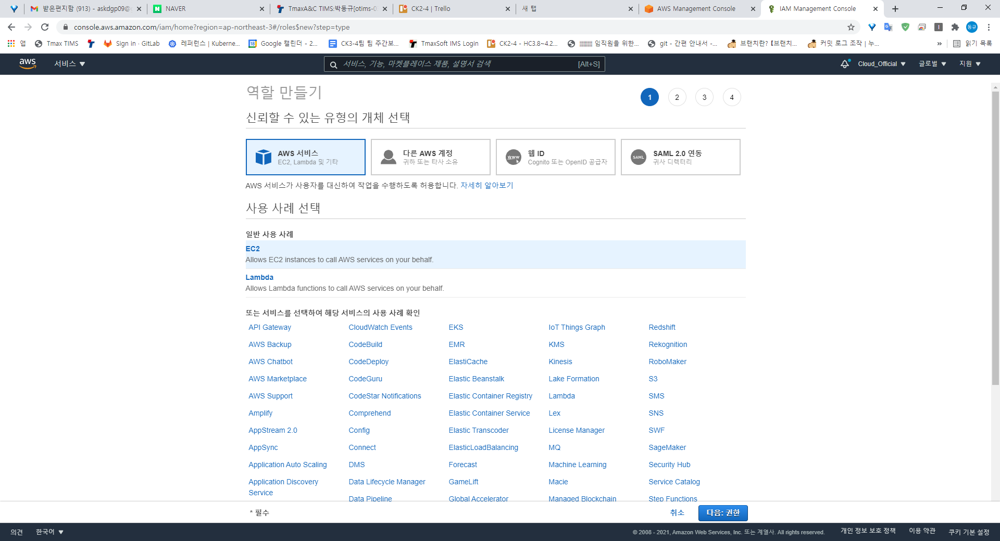 받은편지함 (913) - askdgp09@
NAVER
TmaxA&C TIMS:박동규[otims-0
CK2-4 | Trello
새 탭
AWS Management Console
IAM Management Console
console.aws.amazon.com/iam/home?region=ap-northeast-3#/roles$new?step=type
동규
앱
Tmax TIMS
Sign in · GitLab
레퍼런스 | Kuberne...
Google 캘린더 - 2...
CK3-4팀 팀 주간보...
TmaxSoft IMS Login
CK2-4 - HC3.8~4.2...
임직원을 위한...
git - 간편 안내서 -...
브랜치란? 【브랜치...
커밋 로그 조작 | 누...
»
읽기 목록
aws
서비스
서비스, 기능, 마켓플레이스 제품, 설명서 검색
[Alt+S]
Cloud_Official
글로벌
지원
역할 만들기
1
2
3
4
신뢰할 수 있는 유형의 개체 선택
AWS 서비스
EC2, Lambda 및 기타
다른 AWS 계정
귀하 또는 타사 소유
www
웹 ID
Cognito 또는 OpenID 공급자
SAML
SAML 2.0 연동
귀사 디렉터리
AWS 서비스가 사용자를 대신하여 작업을 수행하도록 허용합니다. 자세히 알아보기
사용 사례 선택
일반 사용 사례
EC2
Allows EC2 instances to call AWS services on your behalf.
Lambda
Allows Lambda functions to call AWS services on your behalf.
또는 서비스를 선택하여 해당 서비스의 사용 사례 확인
API Gateway
CloudWatch Events
EKS
IoT Things Graph
Redshift
AWS Backup
CodeBuild
EMR
KMS
Rekognition
AWS Chatbot
CodeDeploy
ElastiCache
Kinesis
RoboMaker
AWS Marketplace
CodeGuru
Elastic Beanstalk
Lake Formation
S3
AWS Support
CodeStar Notifications
Elastic Container Registry
Lambda
SMS
Amplify
Comprehend
Elastic Container Service
Lex
SNS
AppStream 2.0
Config
Elastic Transcoder
License Manager
SWF
AppSync
Connect
ElasticLoadBalancing
MQ
SageMaker
Application Auto Scaling
DMS
Forecast
Machine Learning
Security Hub
Application Discovery
Service
Data Lifecycle Manager
GameLift
Macie
Service Catalog
Data Pipeline
Global Accelerator
Managed Blockchain
Step Functions
* 필수
취소
다음: 권한
의견
한국어
© 2008 - 2021, Amazon Web Services, Inc. 또는 계열사. All rights reserved.
개인 정보 보호 정책
이용 약관
쿠키 기본 설정